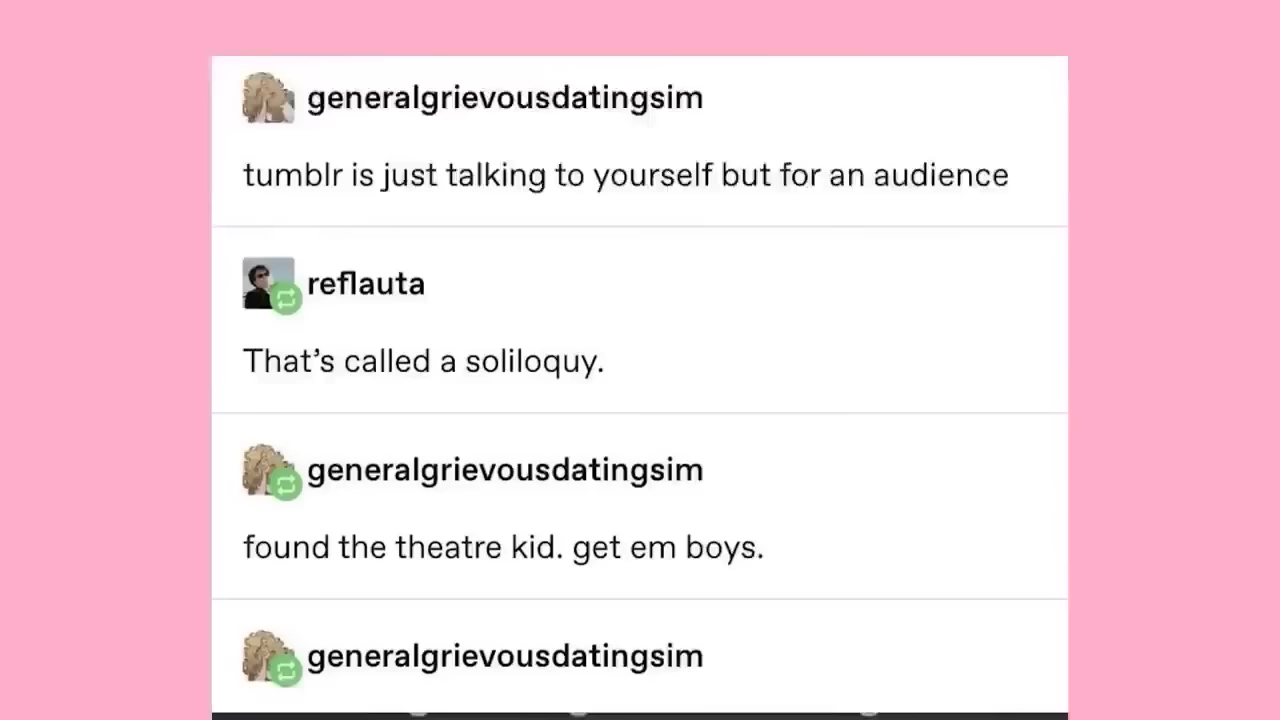 generalgrievousdatingsim
tumblr is just talking to yourself but for an audience
reflauta
That’s called a soliloquy.
generalgrievousdatingsim
found the theatre kid. get em boys.
generalgrievousdatingsim